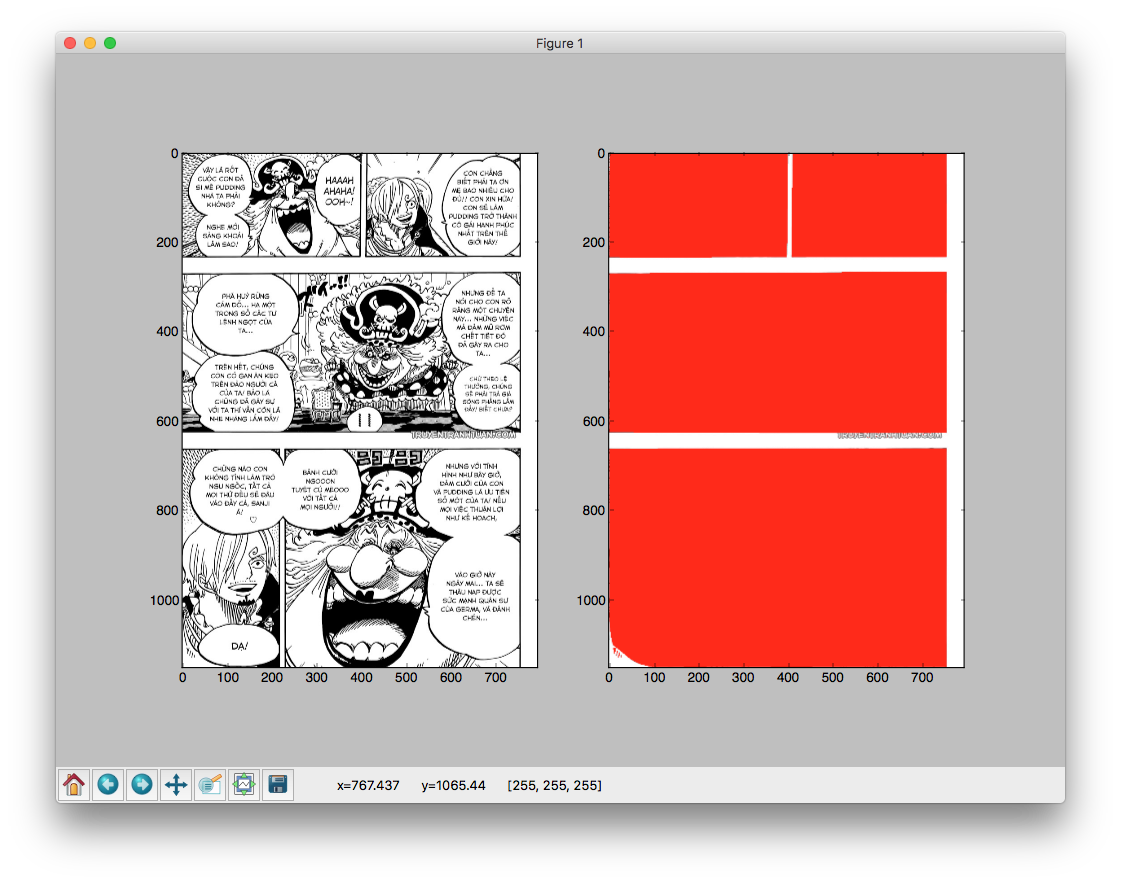 Figure 1
0
200
400
600
800
1000
0 100 200 300 400 500 600 700
VẬY LÀ RỐT
CUỘC CON ĐÃ
SI MÊ PUDDING
NHÀ TA PHẢI
KHÔNG?
NGHE MỚI
SẢNG KHOÁI
LÀM SAO!
HAAAH
AHAHA!
OOH~!
CON CHẲNG
BIẾT PHẢI TẠ ƠN
MẸ BAO NHIÊU CHO
ĐỦ!! CON XIN HỨA!
CON SẼ LÀM
PUDDING TRỞ THÀNH
CÔ GÁI HẠNH PHÚC
NHẤT TRÊN THẾ
GIỚI NÀY!
PHÁ HUỶ RỪNG
CÁM DỖ... HẠ MỘT
TRONG SỐ CÁC TƯ
LỆNH NGỌT CỦA
TA...
TRÊN HẾT, CHÚNG
CÒN CÓ GAN ĂN KẸO
TRÊN ĐẢO NGƯỜI CÁ
CỦA TA! BẢO LÀ
CHÚNG ĐÃ GÂY SỰ
VỚI TA THÌ VẪN CÒN LÀ
NHẸ NHÀNG LẮM ĐẤY!
NHƯNG ĐỂ TA
NÓI CHO CON RÕ
RÀNG MỘT CHUYỆN
NÀY... NHỮNG VIỆC
MÀ ĐÁM MŨ RƠM
CHẾT TIỆT ĐÓ
ĐÃ GÂY RA CHO
TA...
CHỨ THEO LỆ
THƯỜNG, CHÚNG
SẼ PHẢI TRẢ GIÁ
SÒNG PHẲNG LẮM
ĐẤY! BIẾT CHƯA?
TRUYENTRANHTUAN.COM
CHỪNG NÀO CON
KHÔNG TÍNH LÀM TRÒ
NGU NGỐC, TẤT CẢ
MỌI THỨ ĐỀU SẼ ĐÂU
VÀO ĐẤY CẢ, SANJI
Á!
♡
BÁNH CƯỚI
NGOOON
TUYỆT CÚ MEOOO
VỚI TẤT CẢ
MỌI NGƯỜI!!
NHƯNG VỚI TÌNH
HÌNH NHƯ BÂY GIỜ,
ĐÁM CƯỚI CỦA CON
VÀ PUDDING LÀ ƯU TIÊN
SỐ MỘT CỦA TA! NẾU
MỌI VIỆC THUẬN LỢI
NHƯ KẾ HOẠCH,
VÀO GIỜ NÀY
NGÀY MAI... TA SẼ
THÂU NẠP ĐƯỢC
SỨC MẠNH QUÂN SỰ
CỦA GERMA, VÀ ĐÁNH
CHÉN...
DẠ!
0
200
400
600
800
1000
TRUYENTRANHTUAN.COM
0 100 200 300 400 500 600 700
x=767.437 y=1065.44 [255, 255, 255]